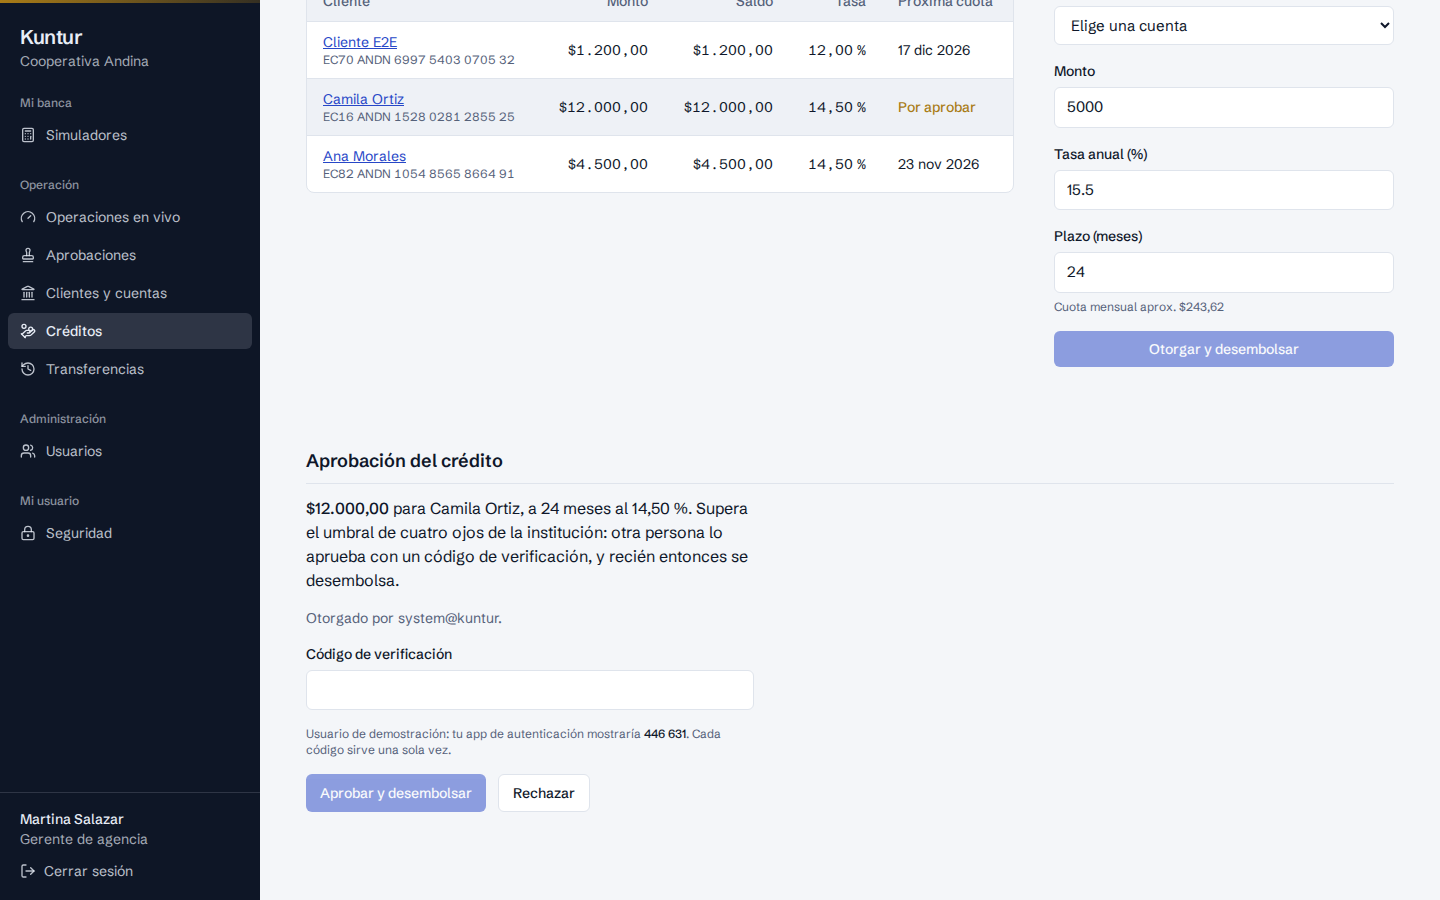 Kuntur
Cooperativa Andina
Mi banca
Simuladores
Operación
Operaciones en vivo
Aprobaciones
Clientes y cuentas
Créditos
Transferencias
Administración
Usuarios
Mi usuario
Seguridad
Martina Salazar
Gerente de agencia
Cerrar sesión
Cliente Monto Saldo Tasa Próxima cuota
Cliente E2E $1.200,00 $1.200,00 12,00 % 17 dic 2026
EC70 ANDN 6997 5403 0705 32
Camila Ortiz $12.000,00 $12.000,00 14,50 % Por aprobar
EC16 ANDN 1528 0281 2855 25
Ana Morales $4.500,00 $4.500,00 14,50 % 23 nov 2026
EC82 ANDN 1054 8565 8664 91
Elige una cuenta
Monto
5000
Tasa anual (%)
15.5
Plazo (meses)
24
Cuota mensual aprox. $243,62
Otorgar y desembolsar
Aprobación del crédito
$12.000,00 para Camila Ortiz, a 24 meses al 14,50 %. Supera
el umbral de cuatro ojos de la institución: otra persona lo
aprueba con un código de verificación, y recién entonces se
desembolsa.
Otorgado por system@kuntur.
Código de verificación
Usuario de demostración: tu app de autenticación mostraría 446 631. Cada
código sirve una sola vez.
Aprobar y desembolsar
Rechazar